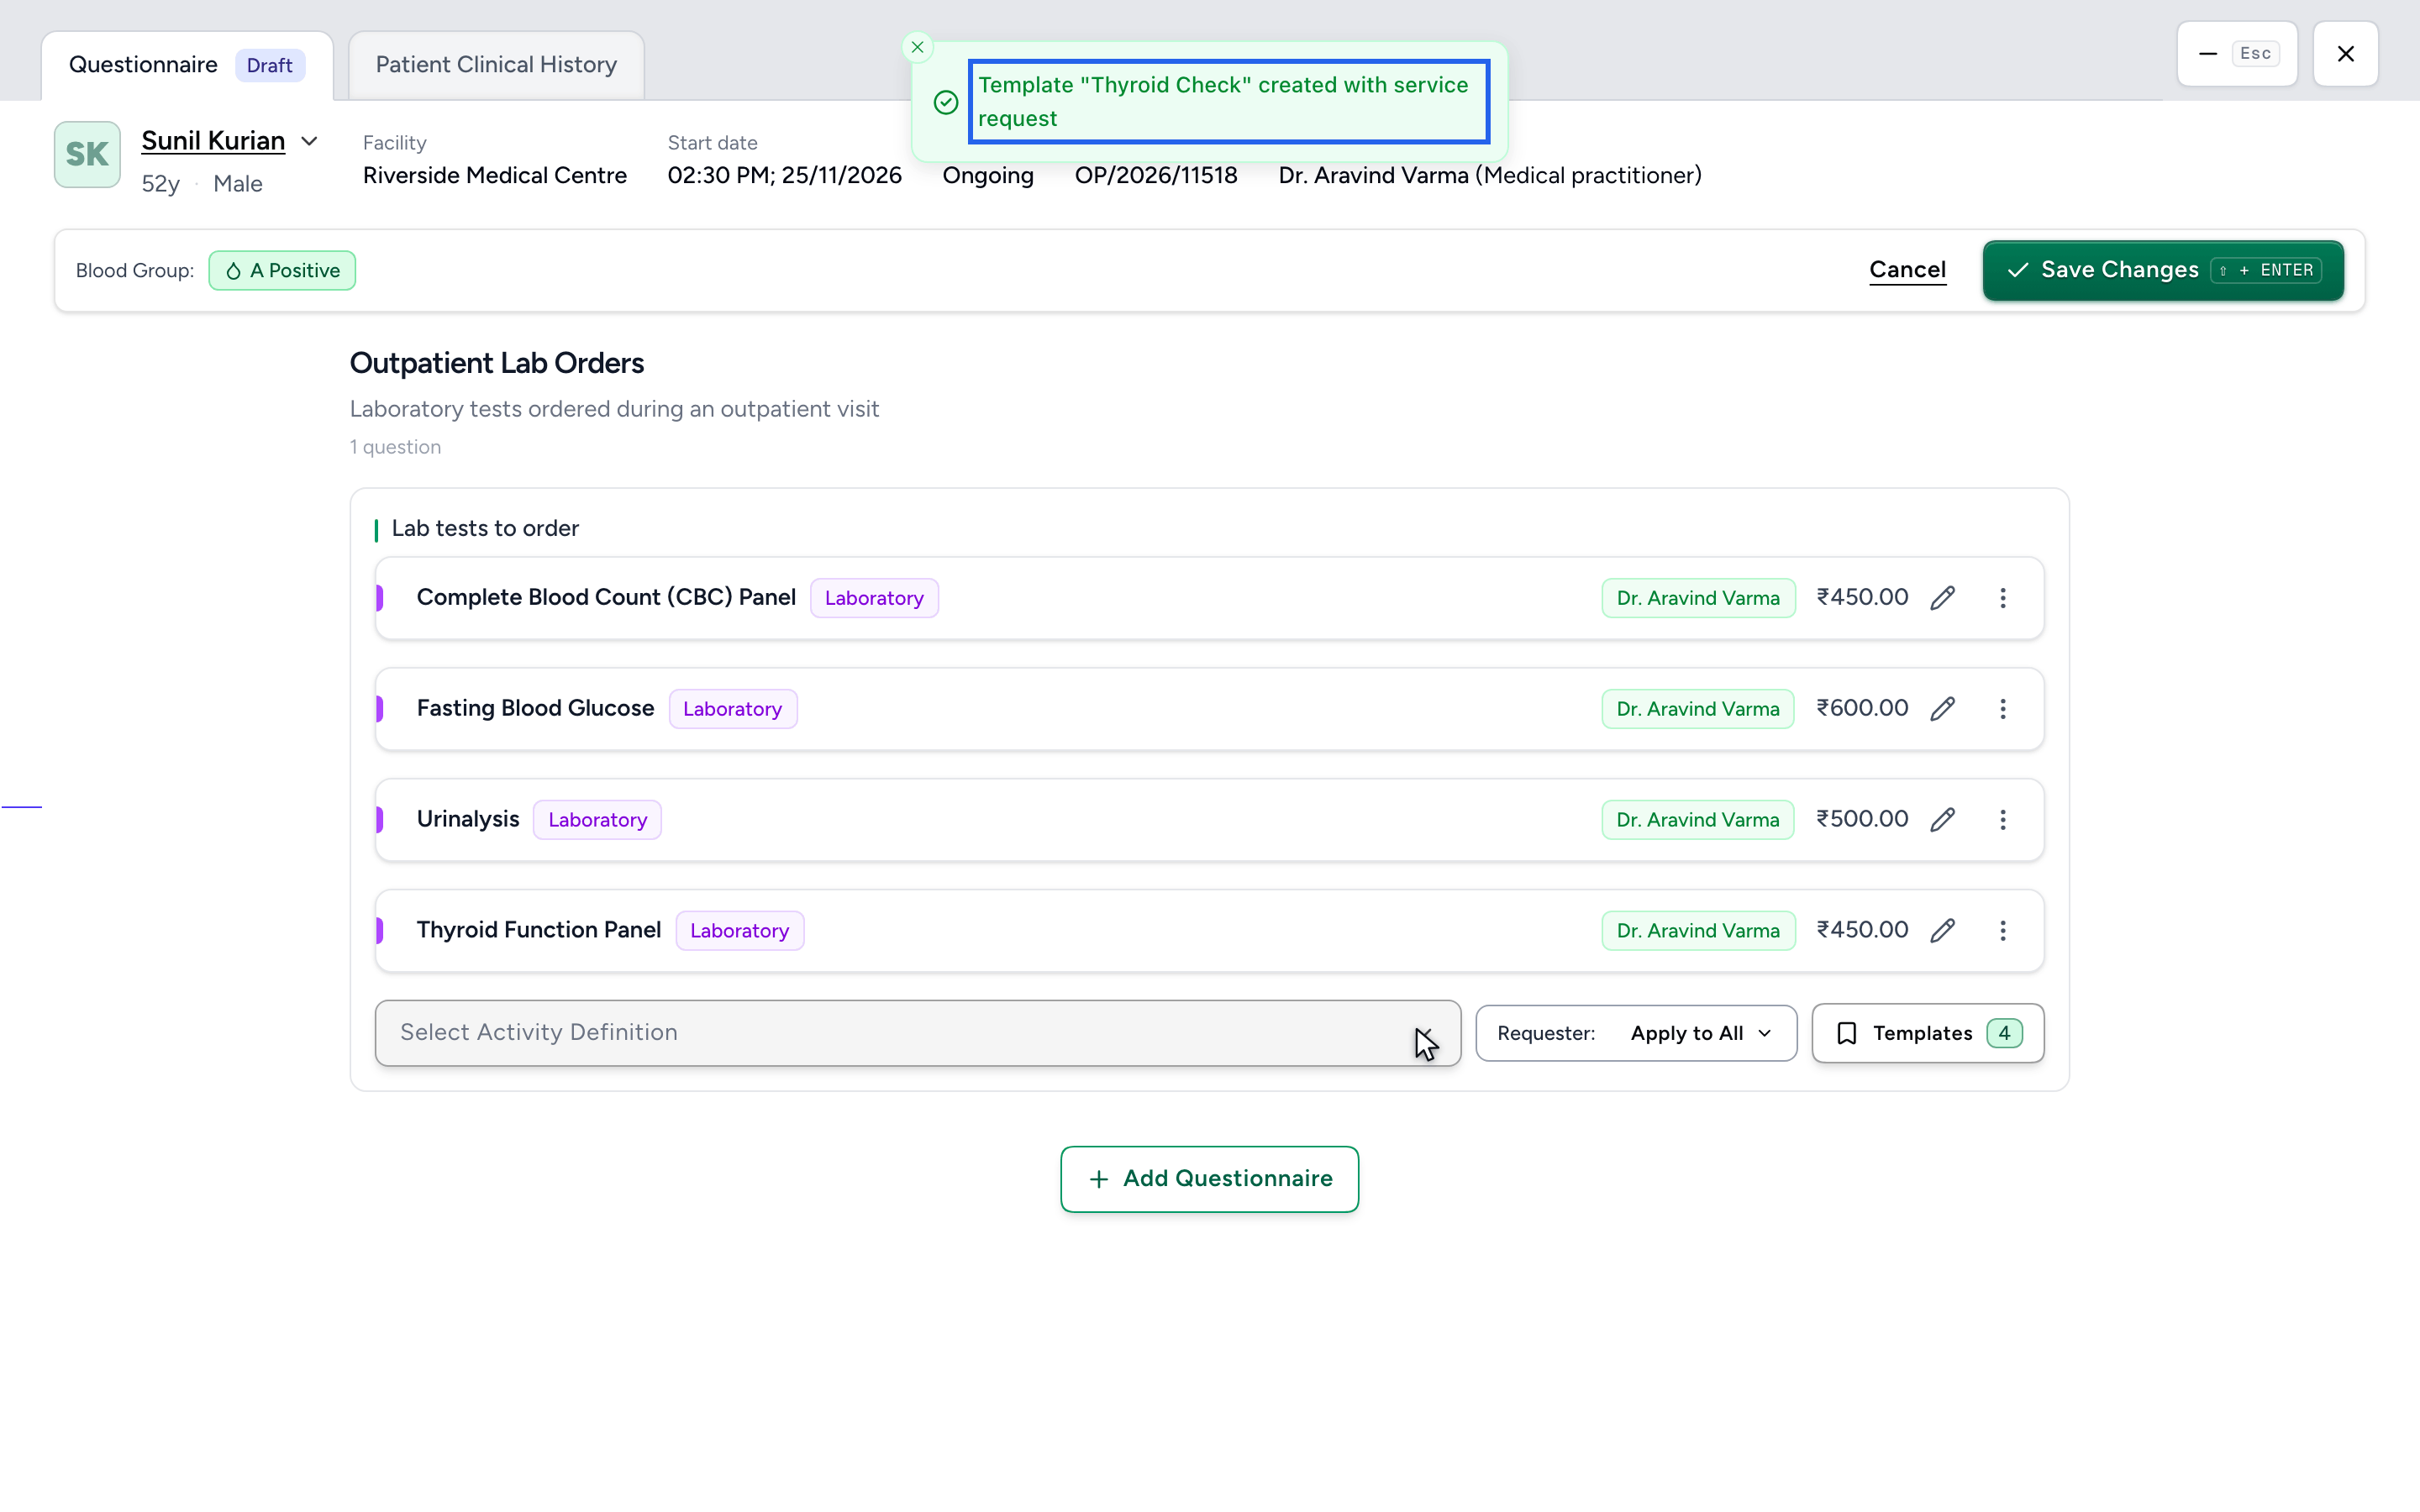 Questionnaire Draft
Patient Clinical History
Esc
Template "Thyroid Check" created with service
request
SK
Sunil Kurian
52y · Male
Facility
Riverside Medical Centre
Start date
02:30 PM; 25/11/2026
Ongoing
OP/2026/11518
Dr. Aravind Varma (Medical practitioner)
Blood Group: A Positive
Cancel
Save Changes ⇧ + ENTER
Outpatient Lab Orders
Laboratory tests ordered during an outpatient visit
1 question
Lab tests to order
Complete Blood Count (CBC) Panel Laboratory Dr. Aravind Varma ₹450.00
Fasting Blood Glucose Laboratory Dr. Aravind Varma ₹600.00
Urinalysis Laboratory Dr. Aravind Varma ₹500.00
Thyroid Function Panel Laboratory Dr. Aravind Varma ₹450.00
Select Activity Definition
Requester: Apply to All
Templates 4
Add Questionnaire